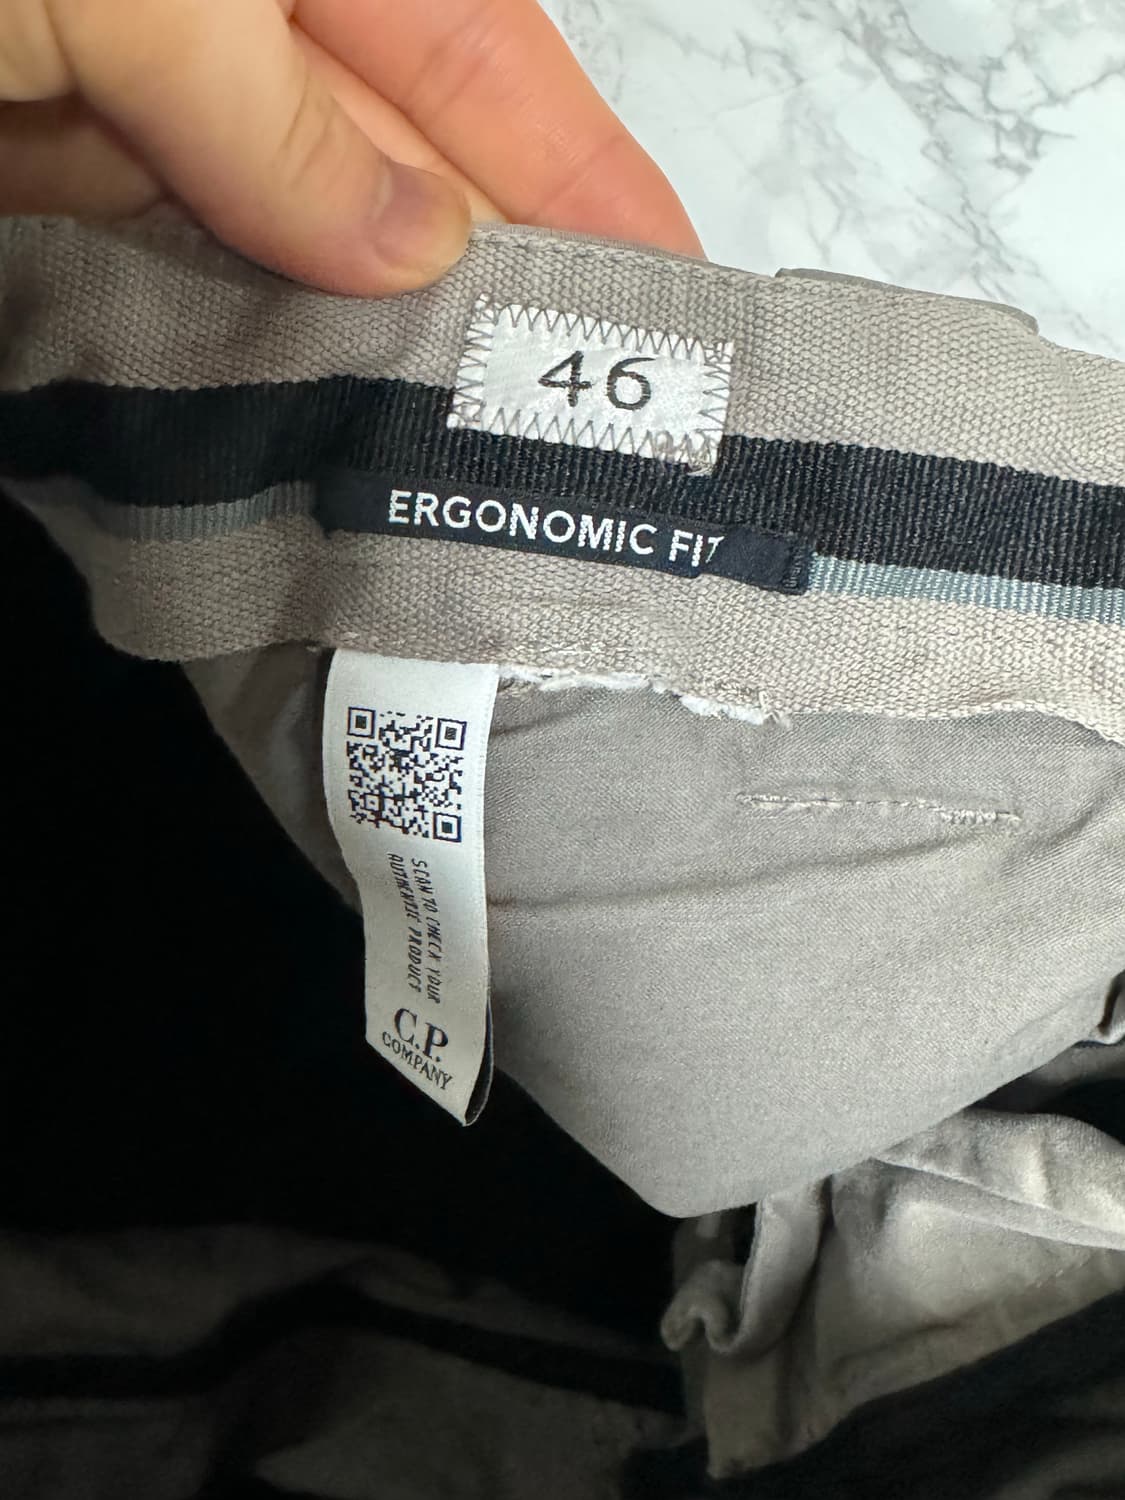 46
ERGONOMIC FIT
SCAN TO CHECK YOUR
AUTHENTIC PRODUCT
C.P.
COMPANY